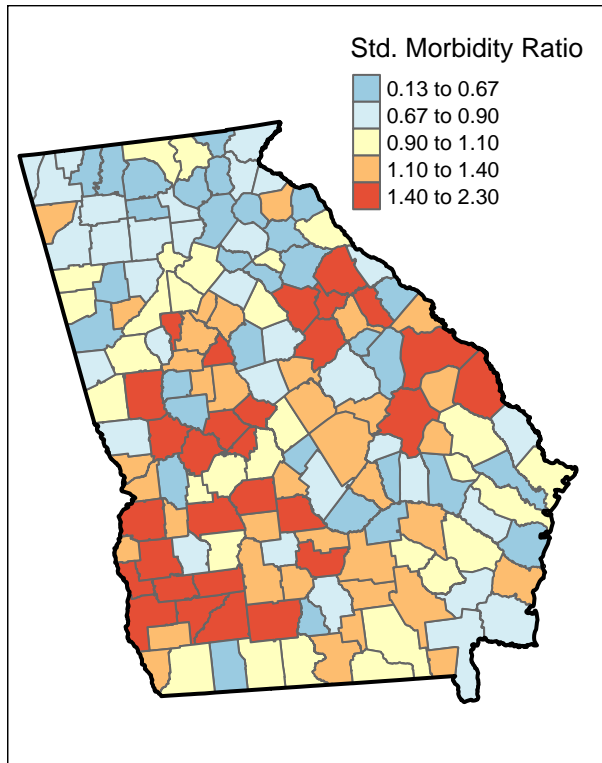 Std. Morbidity Ratio
0.13 to 0.67
0.67 to 0.90
0.90 to 1.10
1.10 to 1.40
1.40 to 2.30